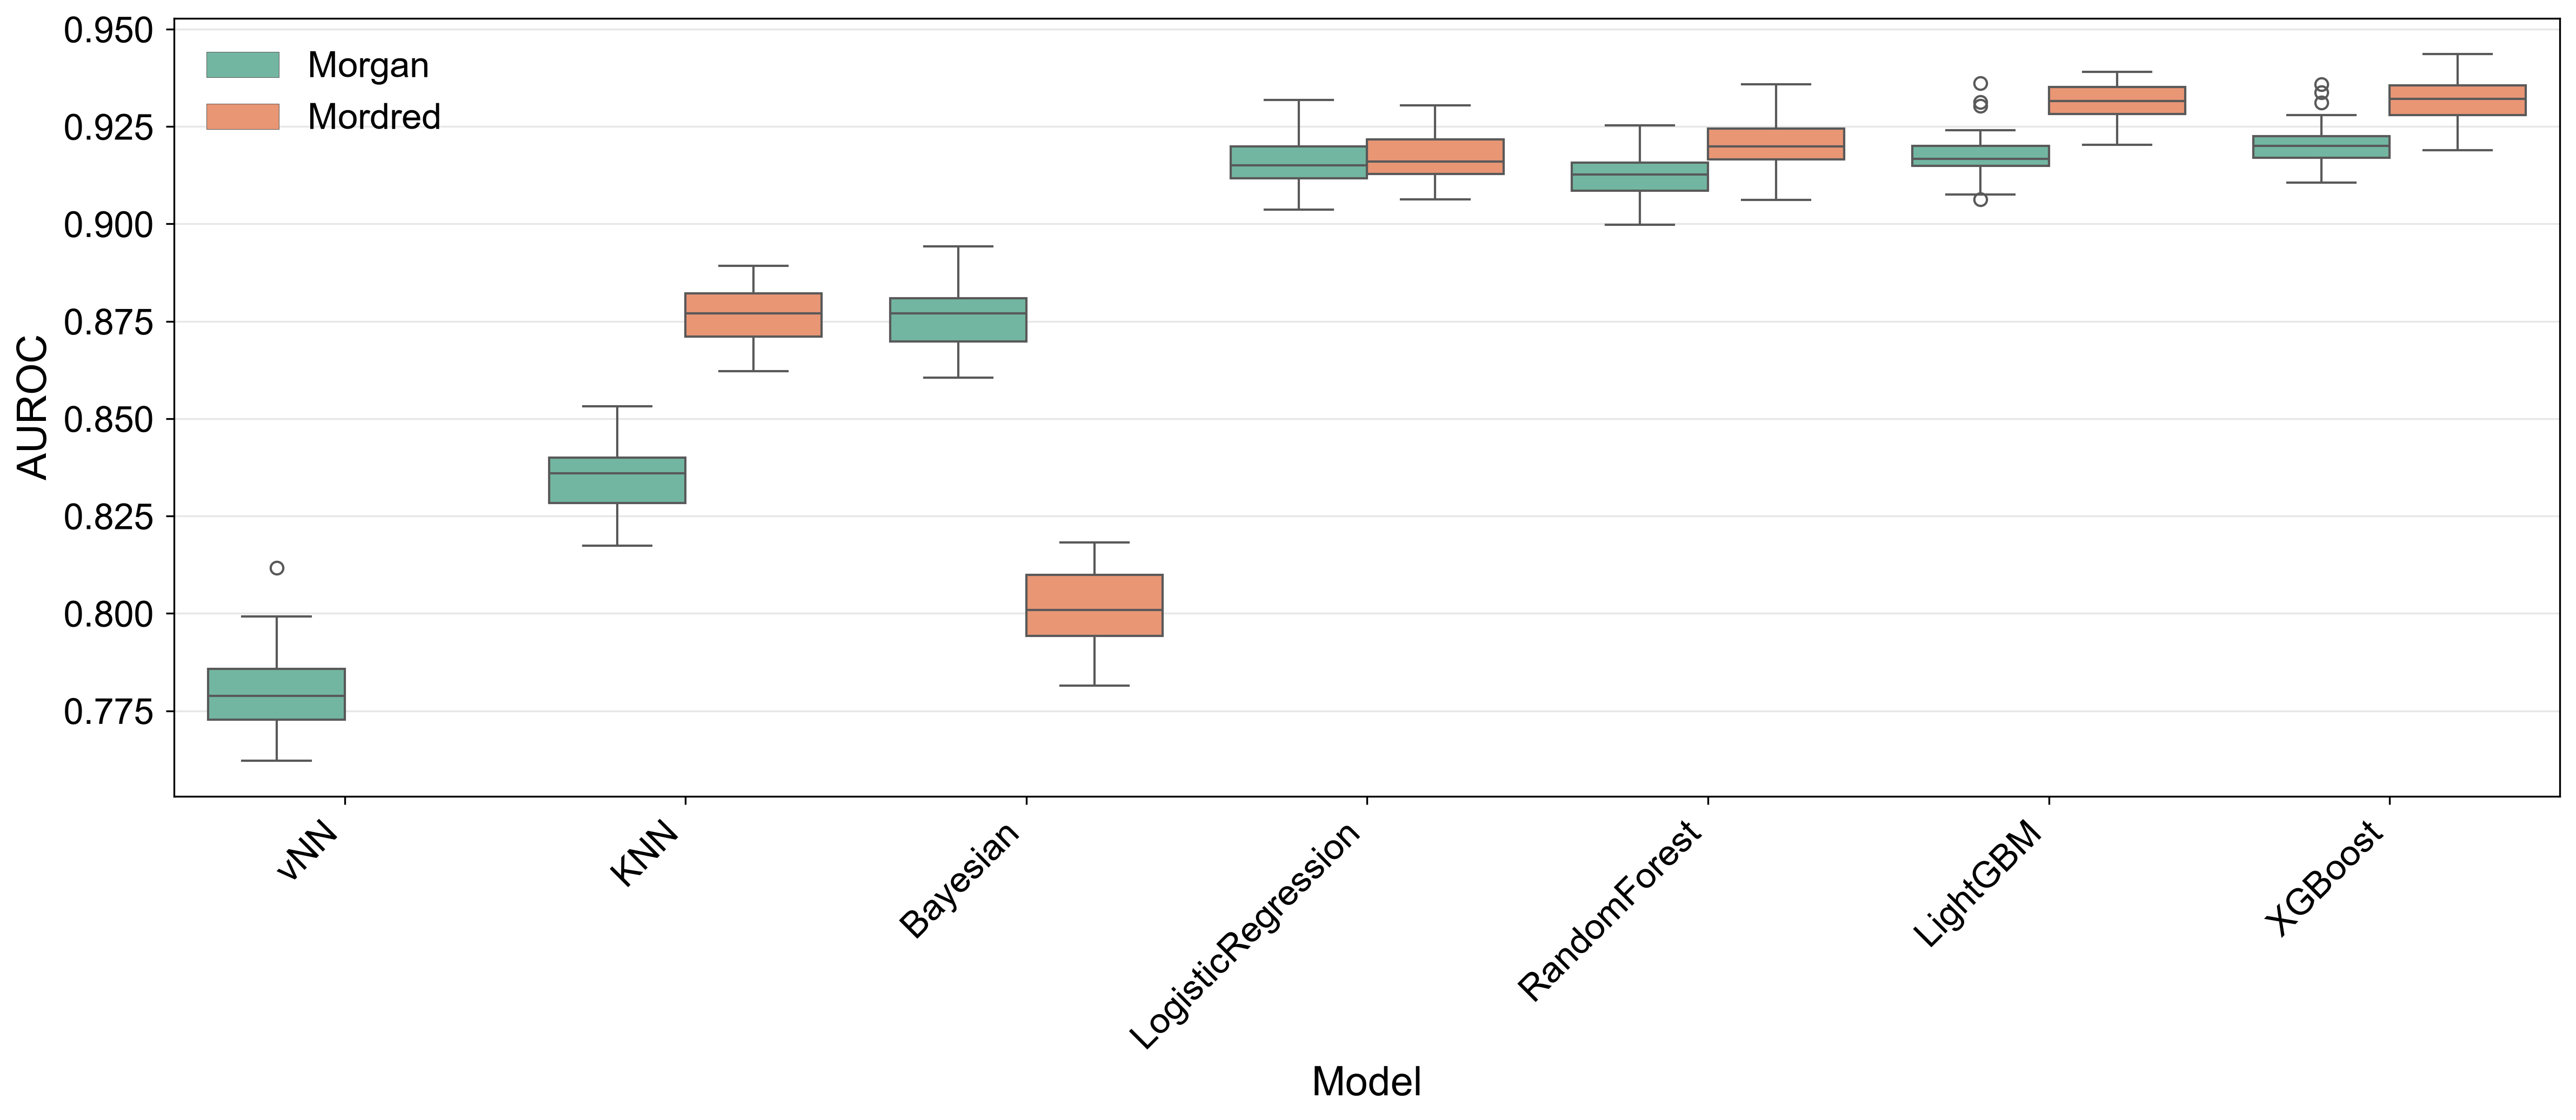 Morgan
Mordred
AUROC
0.950
0.925
0.900
0.875
0.850
0.825
0.800
0.775
vNN
KNN
Bayesian
LogisticRegression
RandomForest
LightGBM
XGBoost
Model